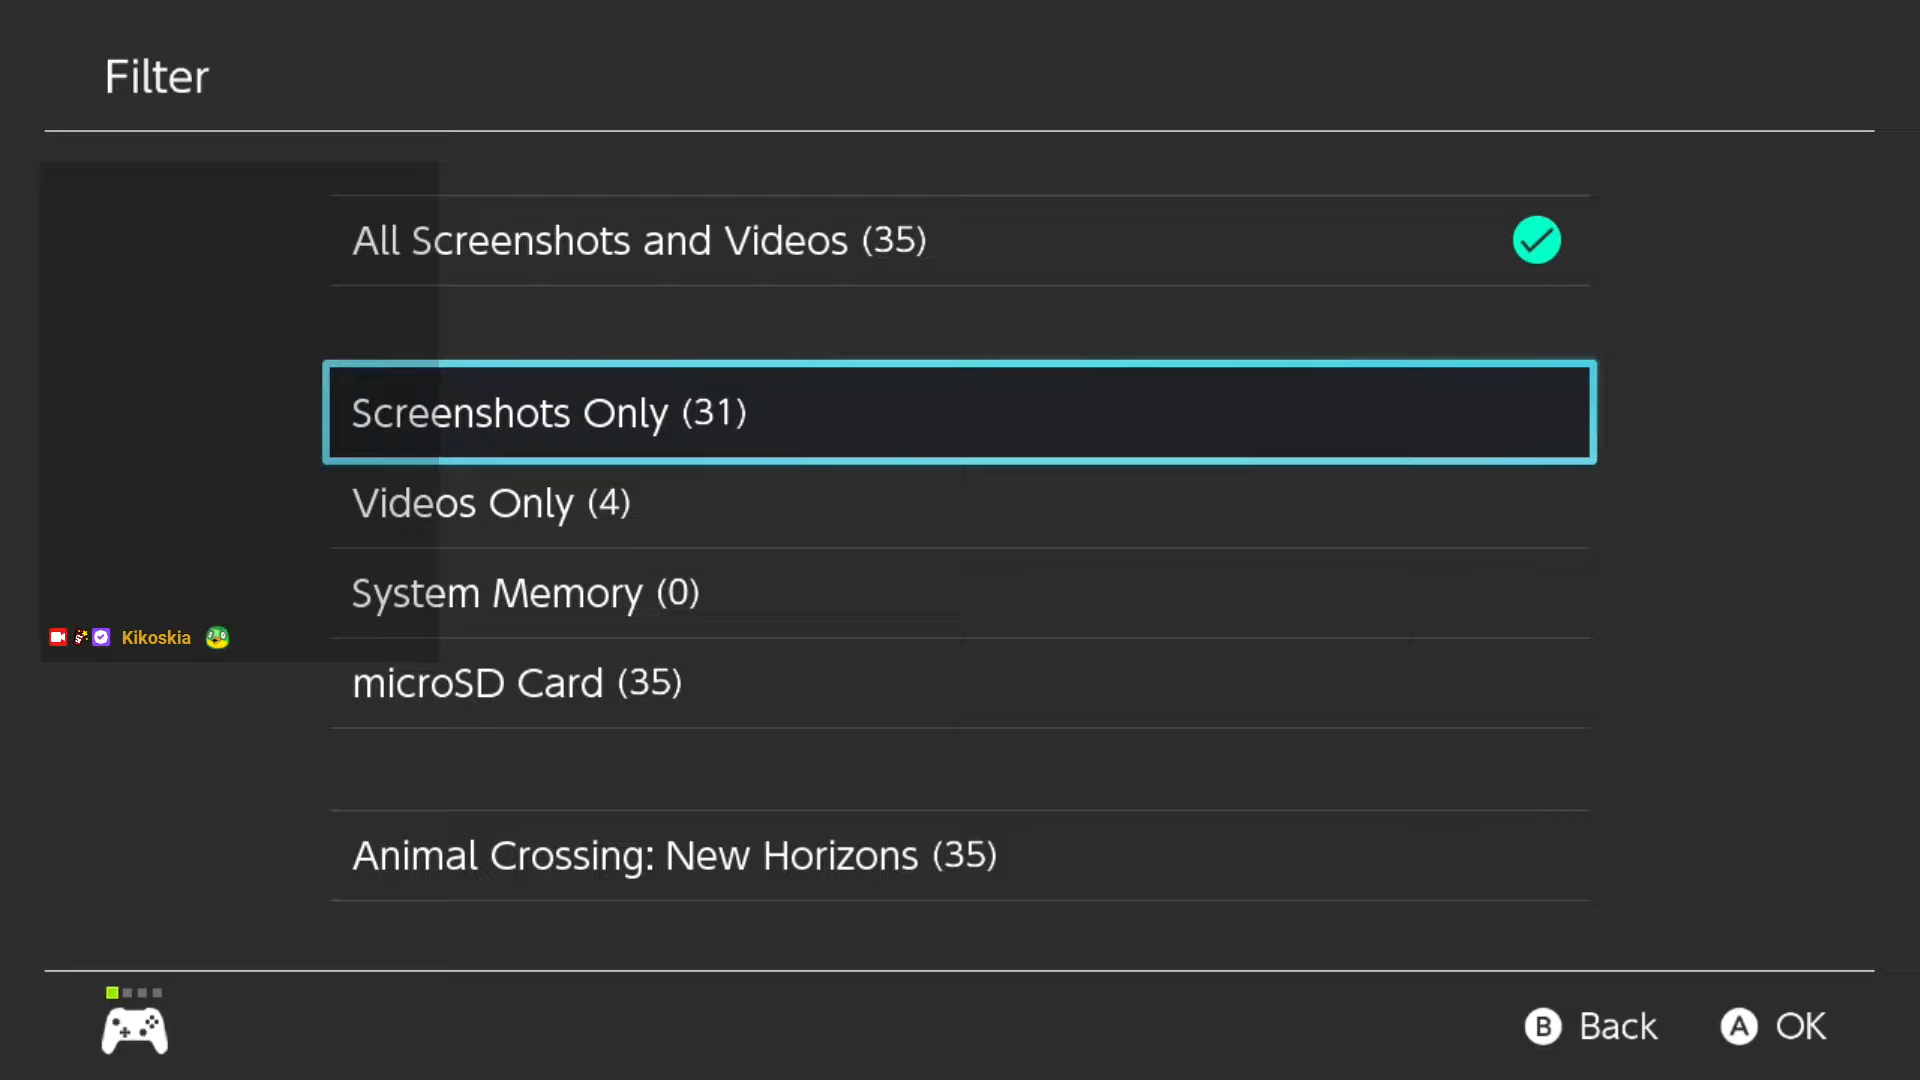 Filter
All Screenshots and Videos (35)
Screenshots Only (31)
Videos Only (4)
System Memory (0)
Kikoskia
microSD Card (35)
Animal Crossing: New Horizons (35)
B Back A OK